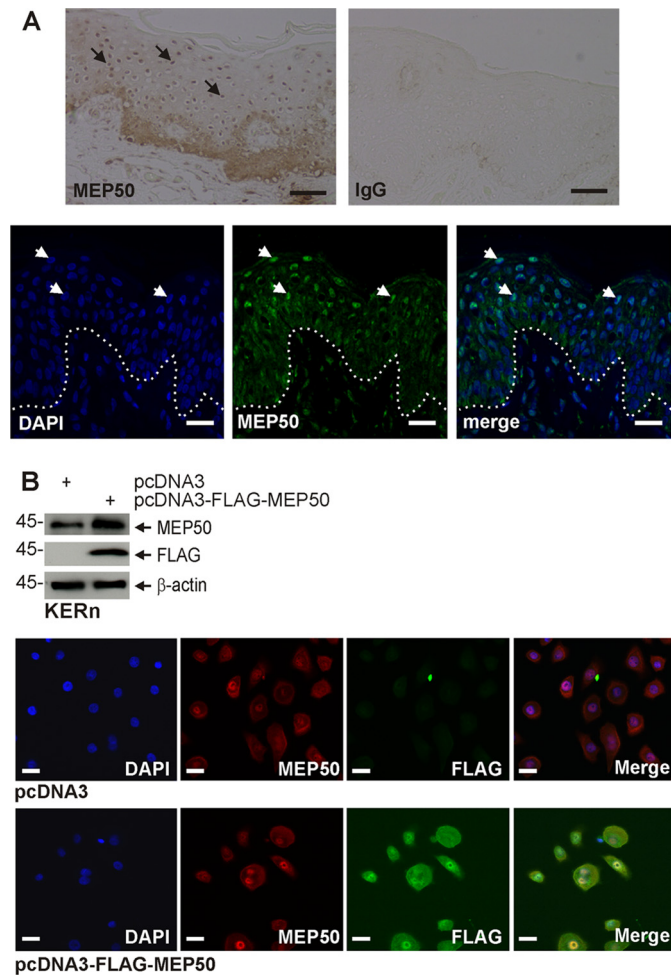 A
MEP50
IgG
DAPI
MEP50
merge
B
+ pcDNA3
+ pcDNA3-FLAG-MEP50
45- MEP50
45- FLAG
45- β-actin
KERn
DAPI
MEP50
FLAG
Merge
pcDNA3
DAPI
MEP50
FLAG
Merge
pcDNA3-FLAG-MEP50